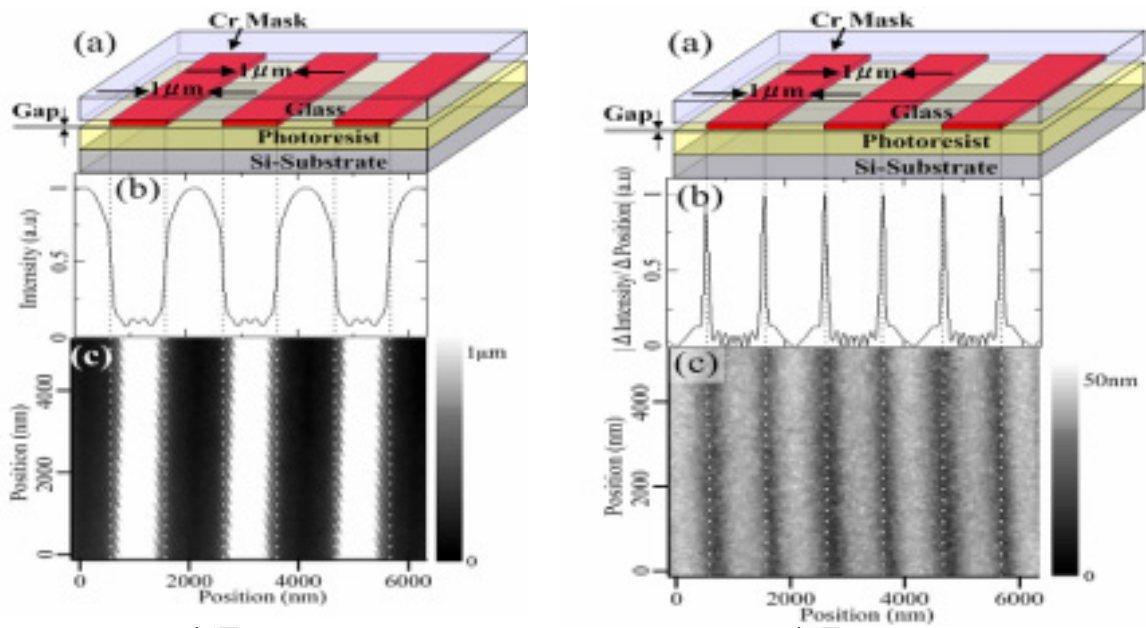 Cr Mask
(a)
1μm
1μm
Gap
Glass
Photoresist
Si-Substrate
(b)
Intensity (a.u)
1
0.5
0
(c)
1μm
0
Position (nm)
4000
2000
0
0 2000 4000 6000
Position (nm)
Cr Mask
(a)
1μm
1μm
Gap
Glass
Photoresist
Si-Substrate
(b)
|Δ Intensity/Δ Position| (a.u)
1
0.5
0
(c)
50nm
0
Position (nm)
4000
2000
0
0 2000 4000 6000
Position (nm)